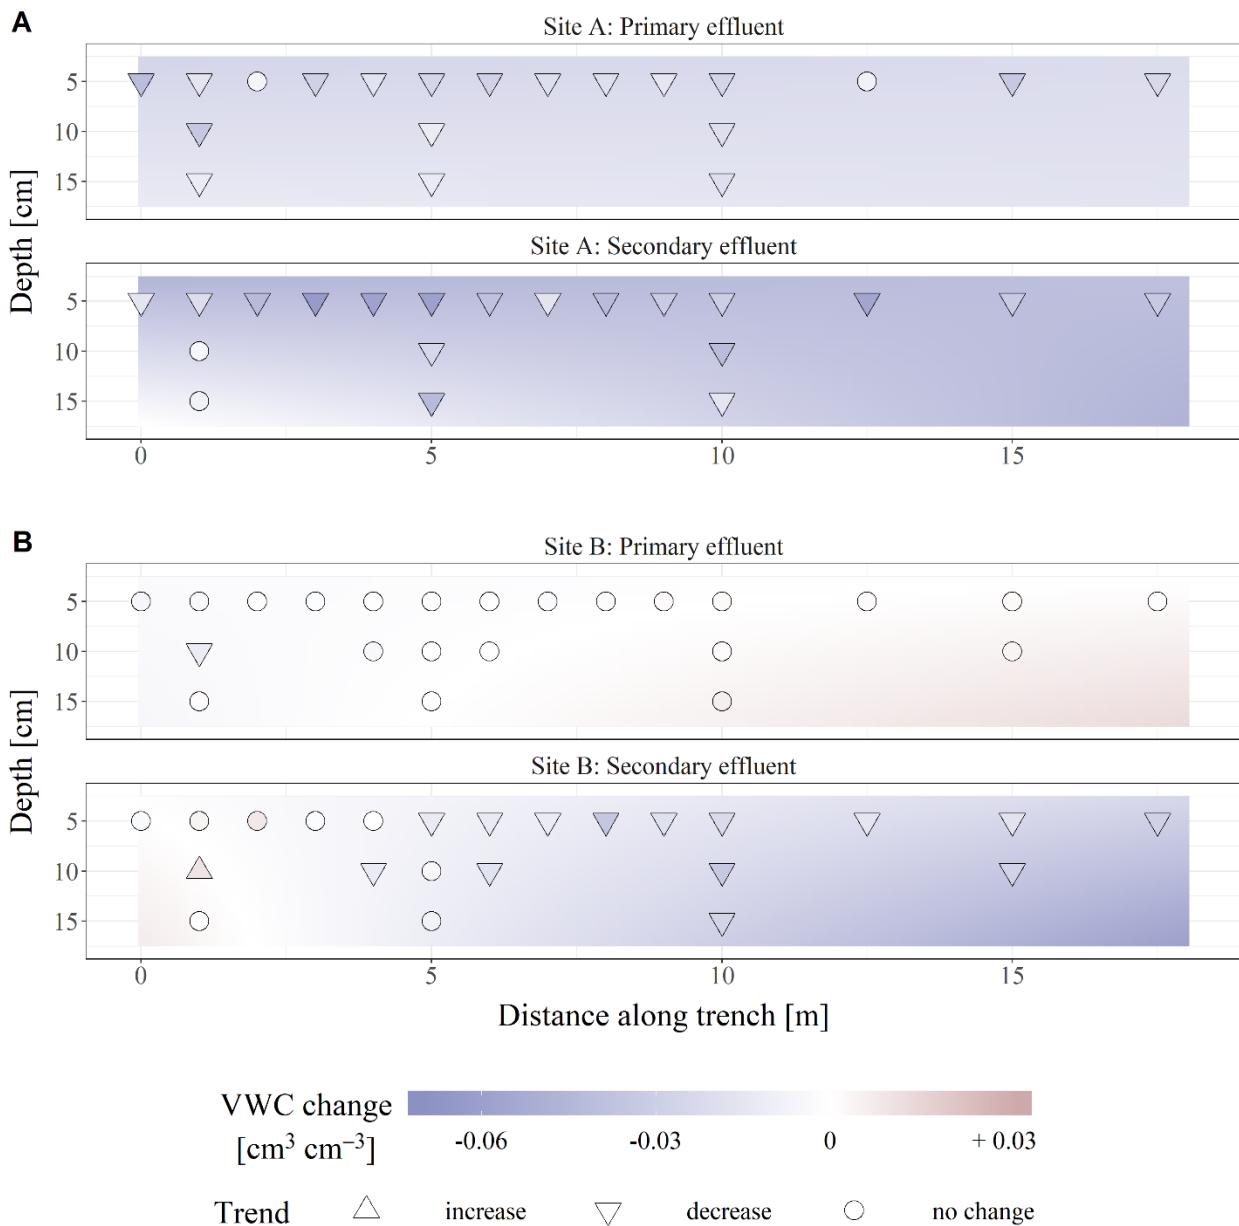 A
Site A: Primary effluent
5
10
15
Site A: Secondary effluent
5
10
15
0 5 10 15
Depth [cm]
B
Site B: Primary effluent
5
10
15
Site B: Secondary effluent
5
10
15
0 5 10 15
Depth [cm]
Distance along trench [m]
VWC change
[cm³ cm⁻³]
-0.06 -0.03 0 + 0.03
Trend increase decrease no change